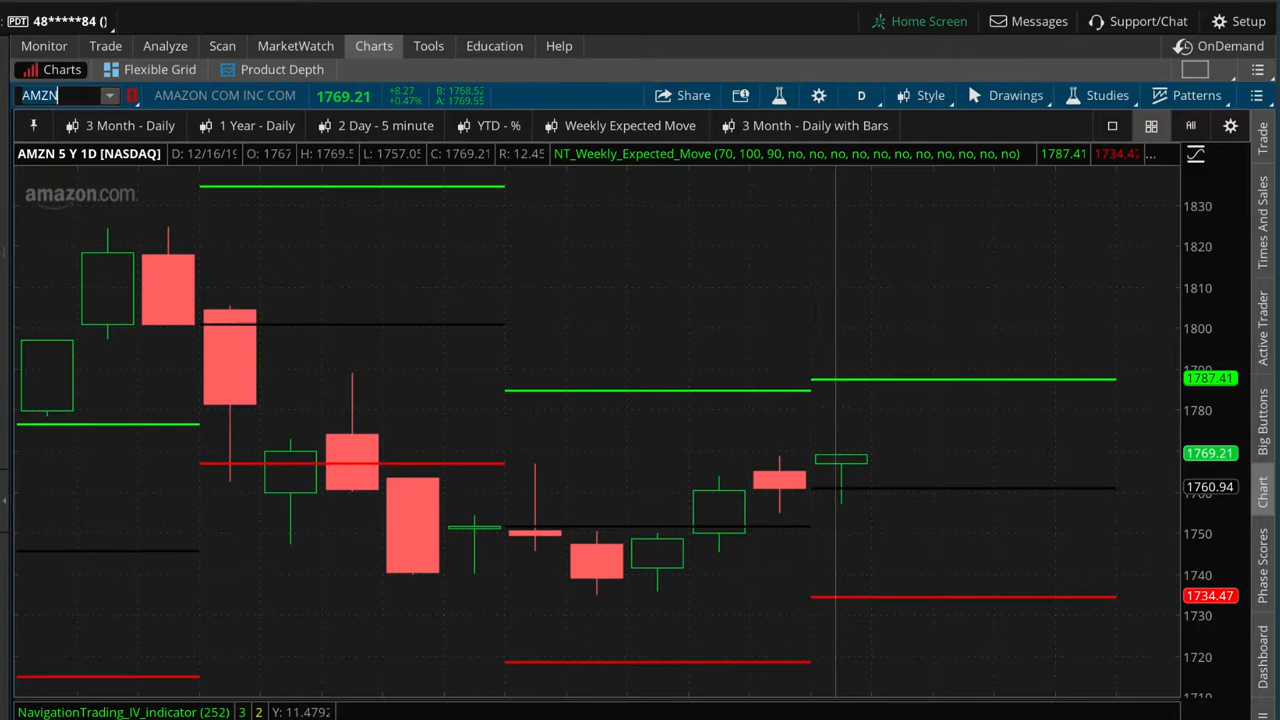 : PDT 48*****84 ()
Home Screen
Messages
Support/Chat
Setup
Monitor Trade Analyze Scan MarketWatch Charts Tools Education Help
OnDemand
Charts Flexible Grid Product Depth
AMZN
1
AMAZON COM INC COM
1769.21
+8.27
+0.47%
B: 1768.52
A: 1769.55
Share
D
Style
Drawings
Studies
Patterns
3 Month - Daily
1 Year - Daily
2 Day - 5 minute
YTD - %
Weekly Expected Move
3 Month - Daily with Bars
All
AMZN 5 Y 1D [NASDAQ]
D: 12/16/19
O: 1767
H: 1769.5
L: 1757.05
C: 1769.21
R: 12.45
NT_Weekly_Expected_Move (70, 100, 90, no, no, no, no, no, no, no, no, no, no)
1787.41
1734.47
...
amazon.com
1830
1820
1810
1800
1787.41
1780
1769.21
1760.94
1750
1740
1734.47
1730
1720
1710
Trade
Times And Sales
Active Trader
Big Buttons
Chart
Phase Scores
Dashboard
NavigationTrading_IV_indicator (252)
3
2
Y: 11.4792